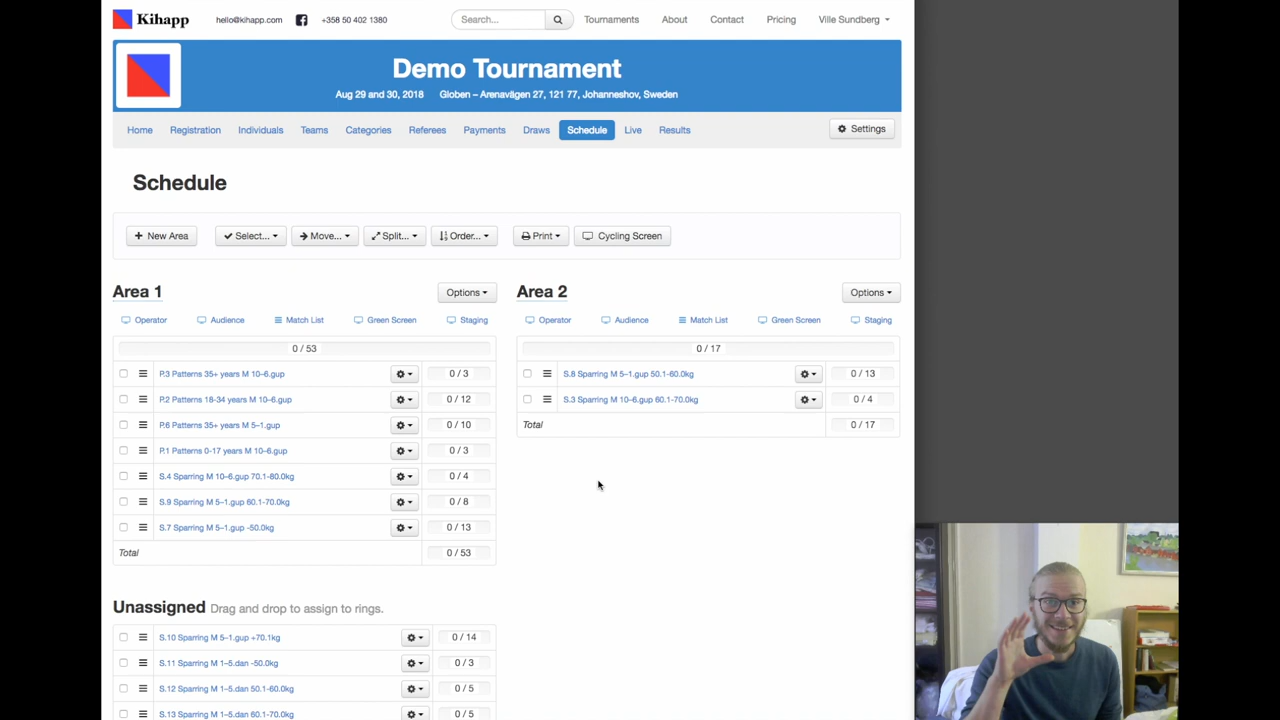 Kihapp hello@kihapp.com +358 50 402 1380 Search... Tournaments About Contact Pricing Ville Sundberg
Demo Tournament
Aug 29 and 30, 2018 Globen – Arenavägen 27, 121 77, Johanneshov, Sweden
Home Registration Individuals Teams Categories Referees Payments Draws Schedule Live Results Settings
Schedule
New Area Select... Move... Split... Order... Print Cycling Screen
Area 1 Options
Operator Audience Match List Green Screen Staging
0 / 53
P.3 Patterns 35+ years M 10–6.gup 0 / 3
P.2 Patterns 18-34 years M 10–6.gup 0 / 12
P.6 Patterns 35+ years M 5–1.gup 0 / 10
P.1 Patterns 0-17 years M 10–6.gup 0 / 3
S.4 Sparring M 10–6.gup 70.1-80.0kg 0 / 4
S.9 Sparring M 5–1.gup 60.1-70.0kg 0 / 8
S.7 Sparring M 5–1.gup -50.0kg 0 / 13
Total 0 / 53
Area 2 Options
Operator Audience Match List Green Screen Staging
0 / 17
S.8 Sparring M 5–1.gup 50.1-60.0kg 0 / 13
S.3 Sparring M 10–6.gup 60.1-70.0kg 0 / 4
Total 0 / 17
Unassigned Drag and drop to assign to rings.
S.10 Sparring M 5–1.gup +70.1kg 0 / 14
S.11 Sparring M 1–5.dan -50.0kg 0 / 3
S.12 Sparring M 1–5.dan 50.1-60.0kg 0 / 5
S.13 Sparring M 1–5.dan 60.1-70.0kg 0 / 5